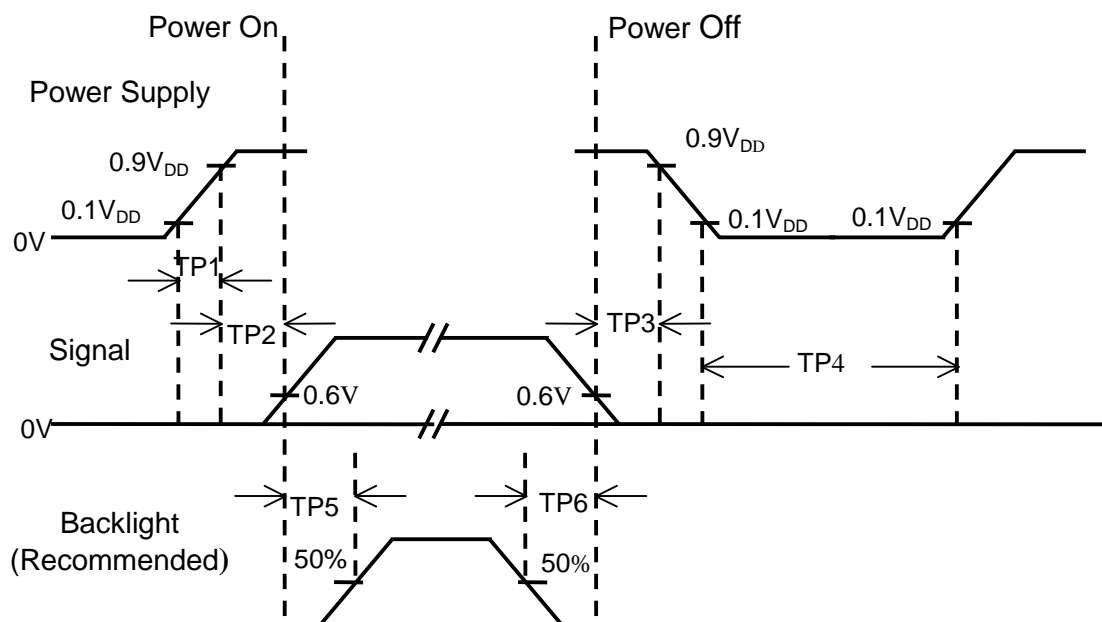 Power On
Power Off
Power Supply
0.9VDD
0.9VDD
0.1VDD
0.1VDD
0.1VDD
0V
TP1
TP2
TP3
Signal
TP4
0.6V
0.6V
0V
TP5
TP6
Backlight
(Recommended)
50%
50%